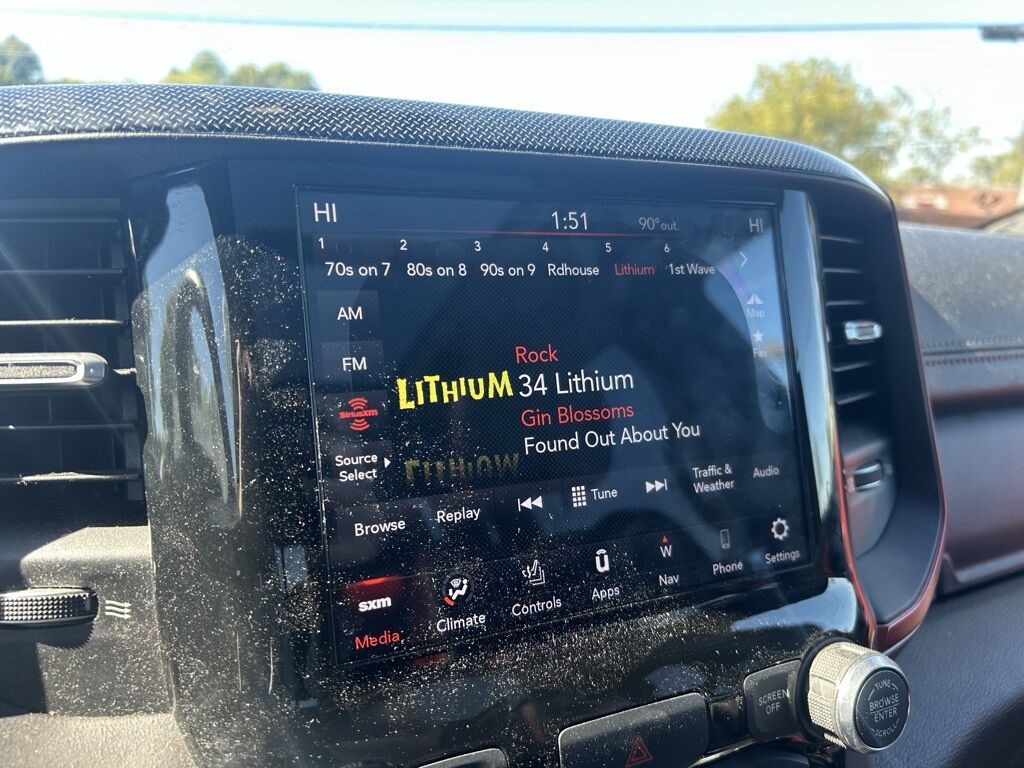 HI 1:51 90° out. HI
1 2 3 4 5 6
70s on 7 80s on 8 90s on 9 Rdhouse Lithium 1st Wave
AM
Map
FM
Fav
Rock
LITHIUM 34 Lithium
SiriusXM
Gin Blossoms
Found Out About You
Source
Select
Browse Replay Tune Traffic &
Weather Audio
sxm
Media Climate Controls Apps W
Nav Phone Settings
SCREEN
OFF
TUNE
BROWSE
ENTER
SCROLL